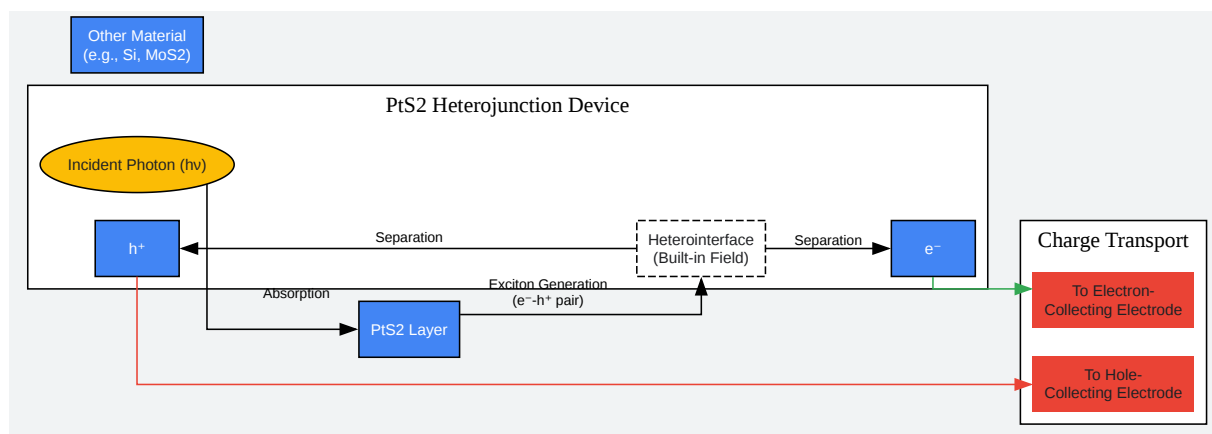 Other Material
(e.g., Si, MoS2)
PtS2 Heterojunction Device
Incident Photon (hν)
h⁺
Separation
Heterointerface
(Built-in Field)
Separation
e⁻
Charge Transport
Absorption
Exciton Generation
(e⁻-h⁺ pair)
PtS2 Layer
To Electron-
Collecting Electrode
To Hole-
Collecting Electrode